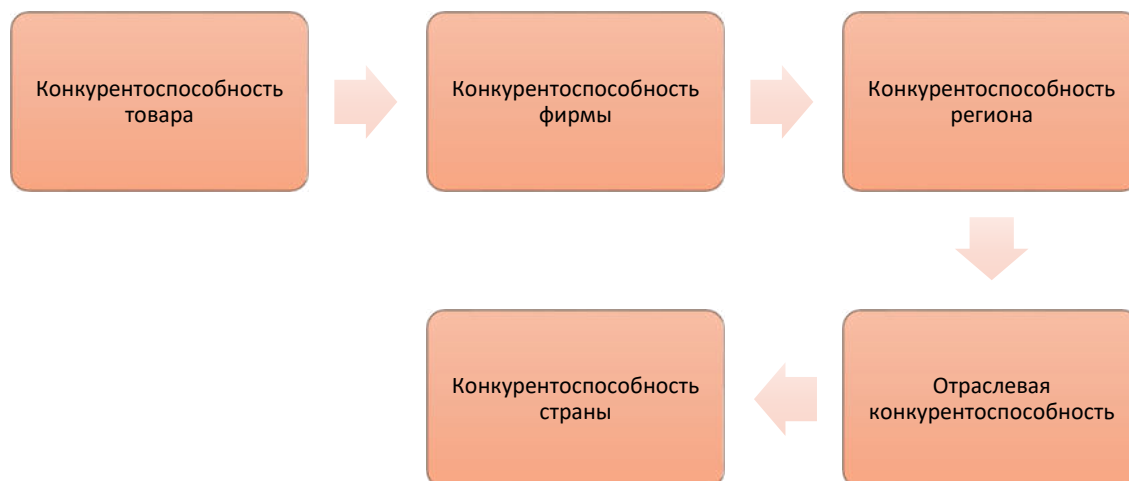 Конкурентоспособность
товара
Конкурентоспособность
фирмы
Конкурентоспособность
региона
Отраслевая
конкурентоспособность
Конкурентоспособность
страны